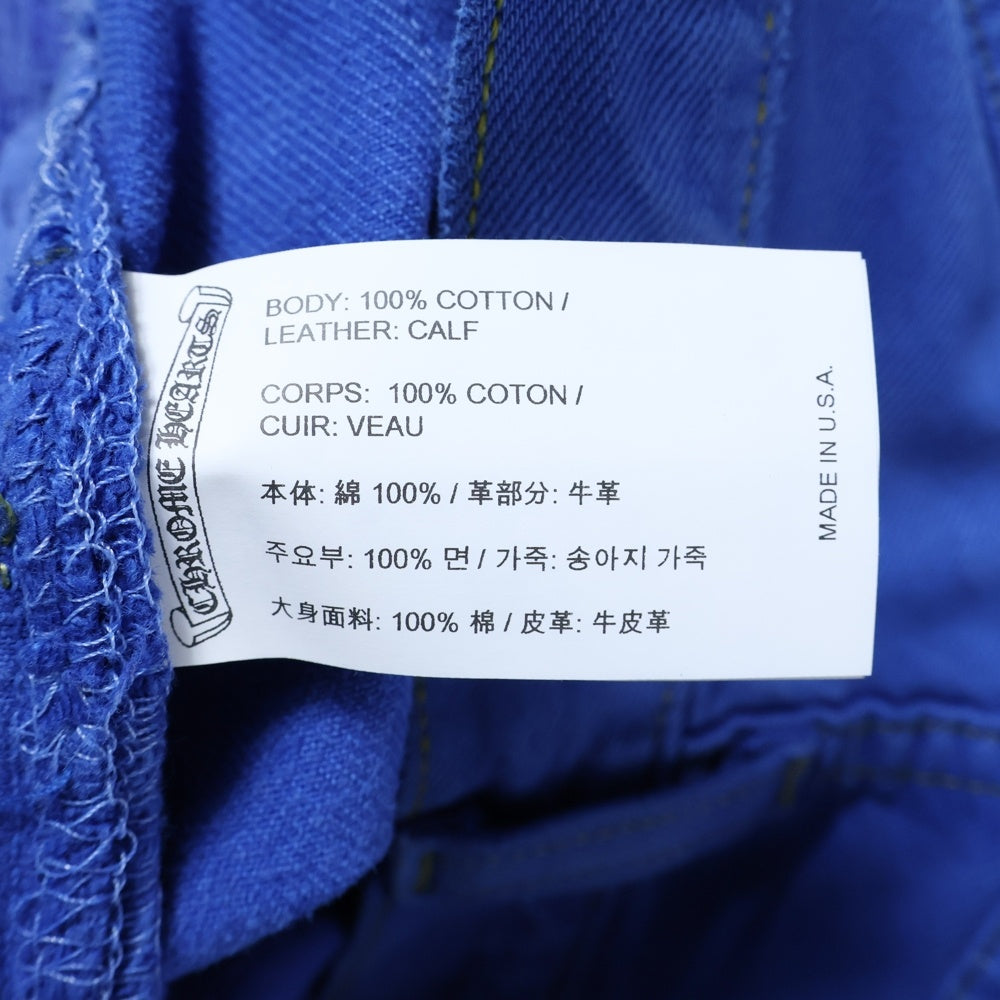 CHROME HEARTS
BODY: 100% COTTON /
LEATHER: CALF
CORPS: 100% COTON /
CUIR: VEAU
本体: 綿 100% / 革部分: 牛革
주요부: 100% 면 / 가죽: 송아지 가죽
大身面料: 100% 棉 / 皮革: 牛皮革
MADE IN U.S.A.